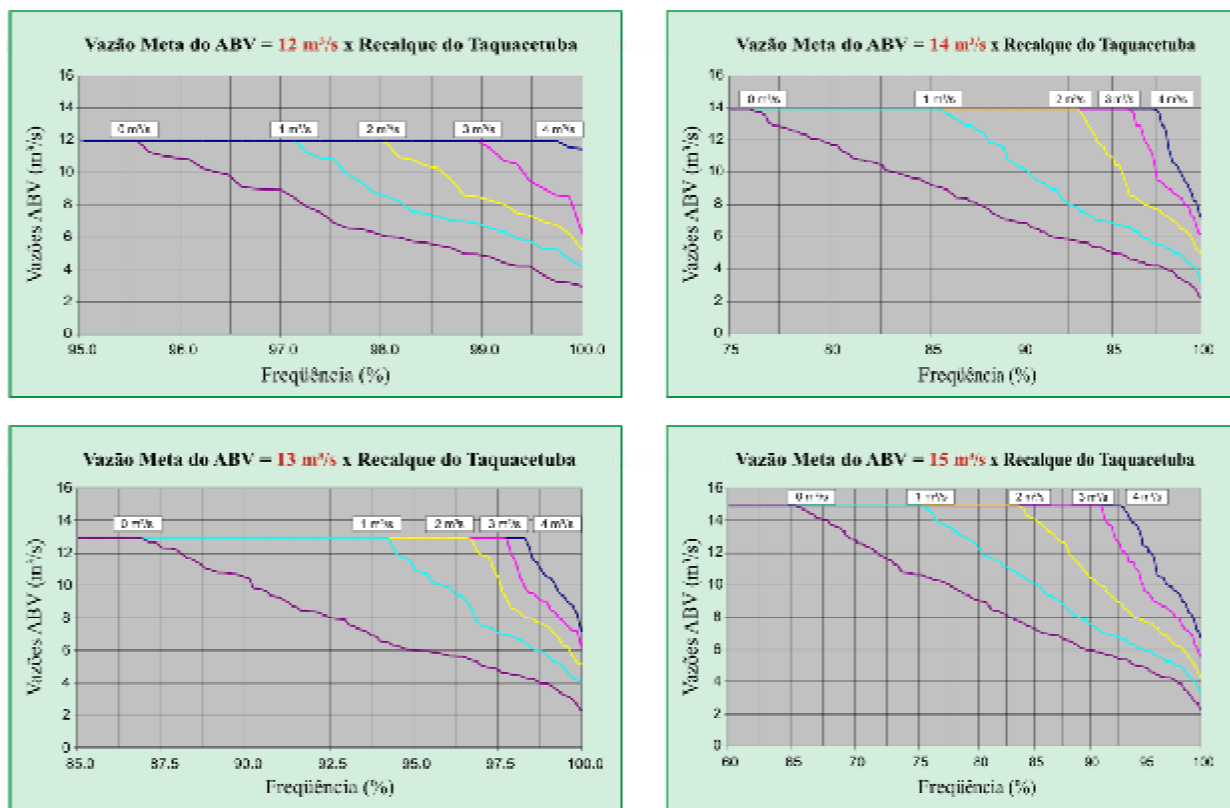 Vazão Meta do ABV = 12 m³/s x Recalque do Taquacetuba
Vazões ABV (m³/s)
16
14
12
10
8
6
4
2
0
0 m³/s
1 m³/s
2 m³/s
3 m³/s
4 m³/s
95.0
96.0
97.0
98.0
99.0
100.0
Freqüência (%)
Vazão Meta do ABV = 14 m³/s x Recalque do Taquacetuba
Vazões ABV (m³/s)
16
14
12
10
8
6
4
2
0
0 m³/s
1 m³/s
2 m³/s
3 m³/s
4 m³/s
75
80
85
90
95
100
Freqüência (%)
Vazão Meta do ABV = 13 m³/s x Recalque do Taquacetuba
Vazões ABV (m³/s)
16
14
12
10
8
6
4
2
0
0 m³/s
1 m³/s
2 m³/s
3 m³/s
4 m³/s
85.0
87.5
90.0
92.5
95.0
97.5
100.0
Freqüência (%)
Vazão Meta do ABV = 15 m³/s x Recalque do Taquacetuba
Vazões ABV (m³/s)
16
14
12
10
8
6
4
2
0
0 m³/s
1 m³/s
2 m³/s
3 m³/s
4 m³/s
60
65
70
75
80
85
90
95
100
Freqüência (%)